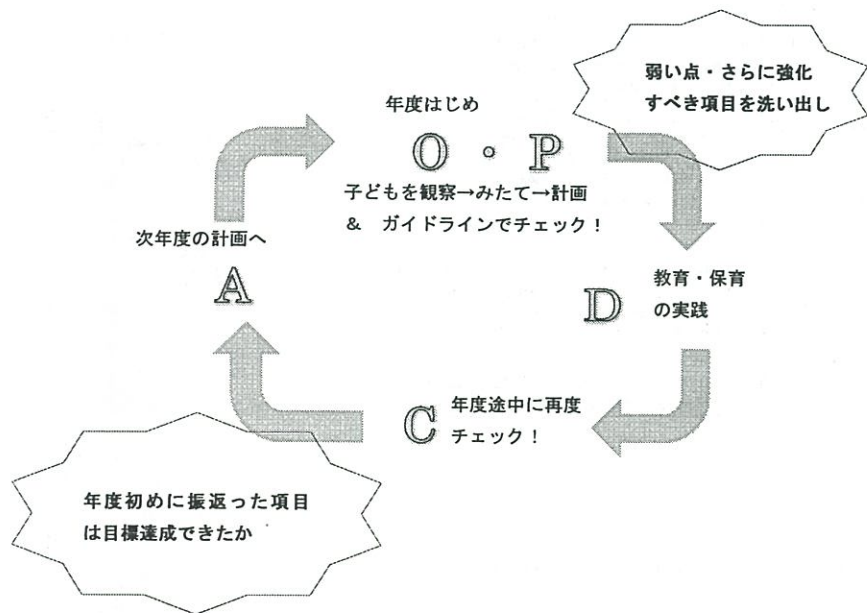 弱い点・さらに強化
すべき項目を洗い出し
年度はじめ
O・P
子どもを観察→みたて→計画
& ガイドラインでチェック！
次年度の計画へ
A
D
教育・保育
の実践
C
年度途中に再度
チェック！
年度初めに振返った項目
は目標達成できたか